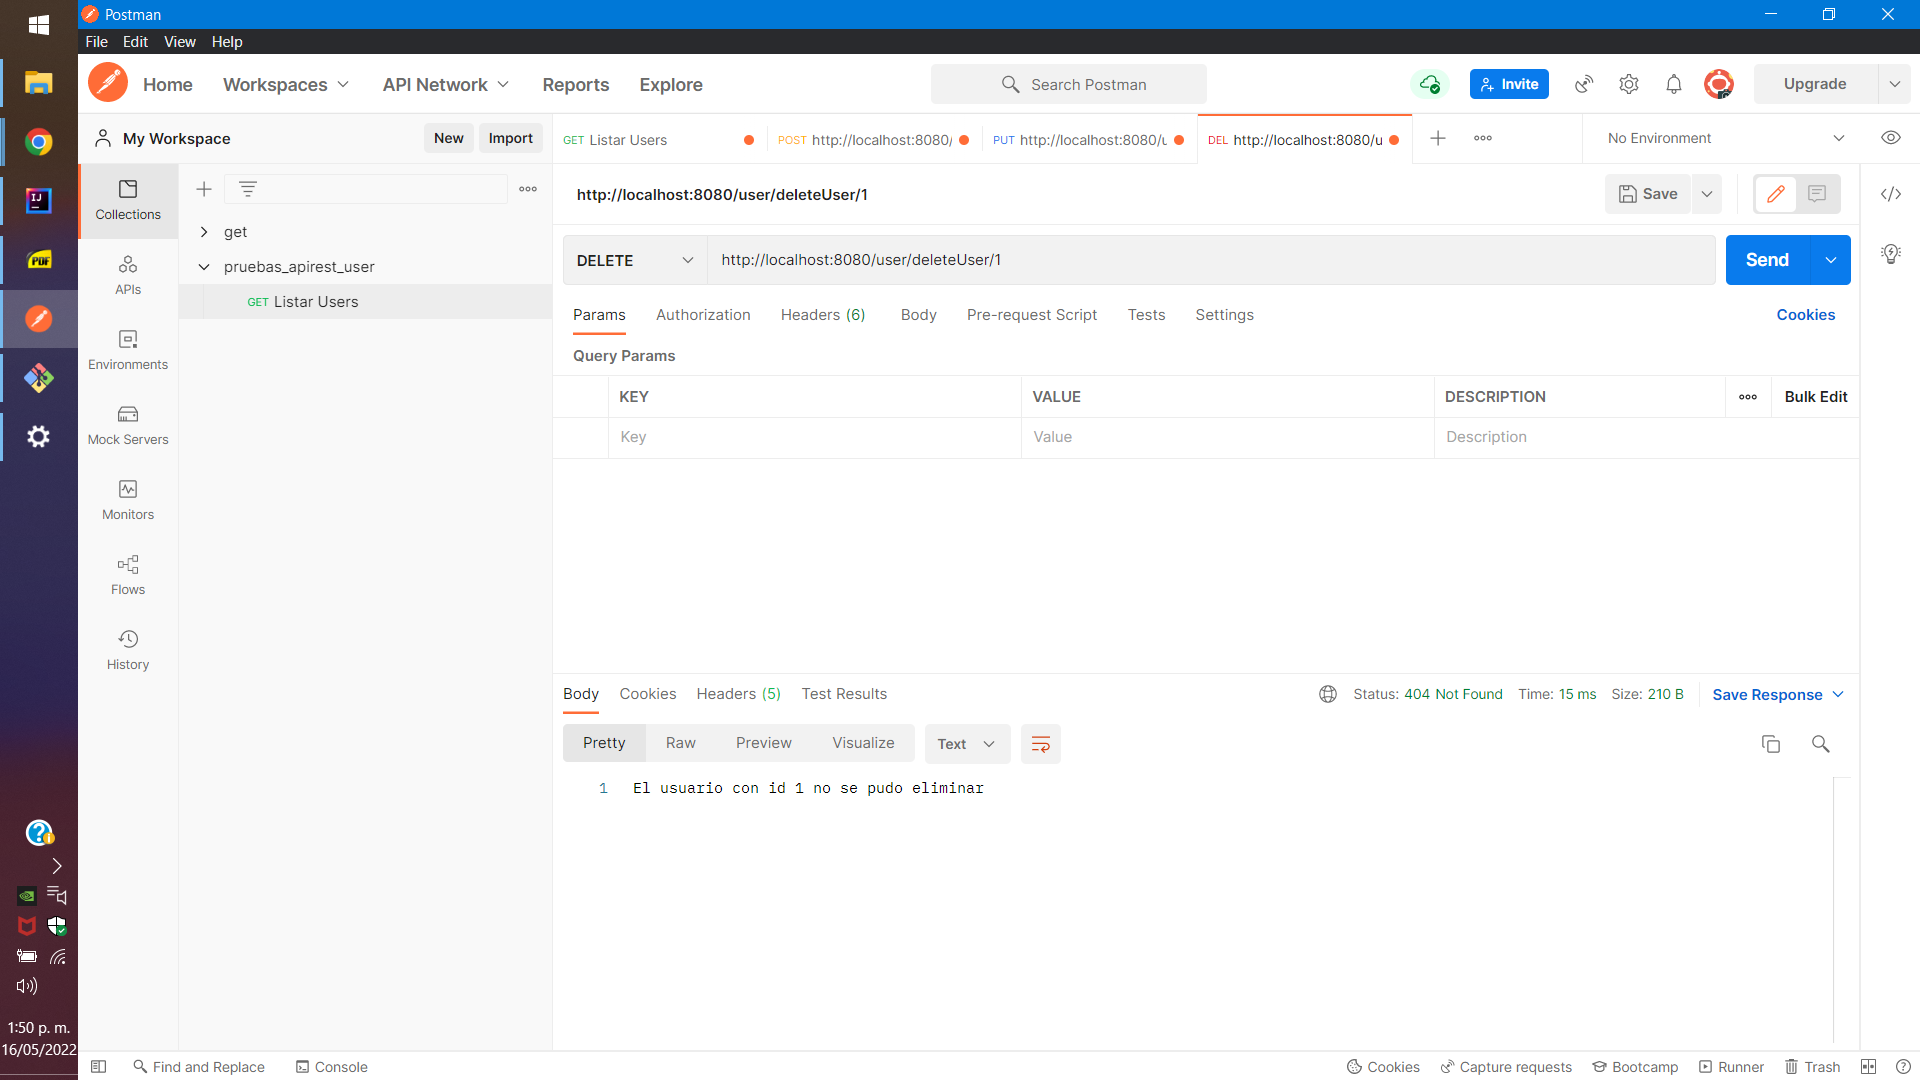 Postman
File Edit View Help
Home Workspaces API Network Reports Explore
Search Postman
Invite
Upgrade
My Workspace
New Import
GET Listar Users
POST http://localhost:8080/
PUT http://localhost:8080/u
DEL http://localhost:8080/u
No Environment
Collections
APIs
Environments
Mock Servers
Monitors
Flows
History
get
pruebas_apirest_user
GET Listar Users
http://localhost:8080/user/deleteUser/1
Save
DELETE http://localhost:8080/user/deleteUser/1
Send
Params Authorization Headers (6) Body Pre-request Script Tests Settings
Cookies
Query Params
KEY VALUE DESCRIPTION Bulk Edit
Key Value Description
Body Cookies Headers (5) Test Results
Status: 404 Not Found Time: 15 ms Size: 210 B Save Response
Pretty Raw Preview Visualize Text
1 El usuario con id 1 no se pudo eliminar
IJ
PDF
1:50 p. m.
16/05/2022
Find and Replace Console
Cookies Capture requests Bootcamp Runner Trash